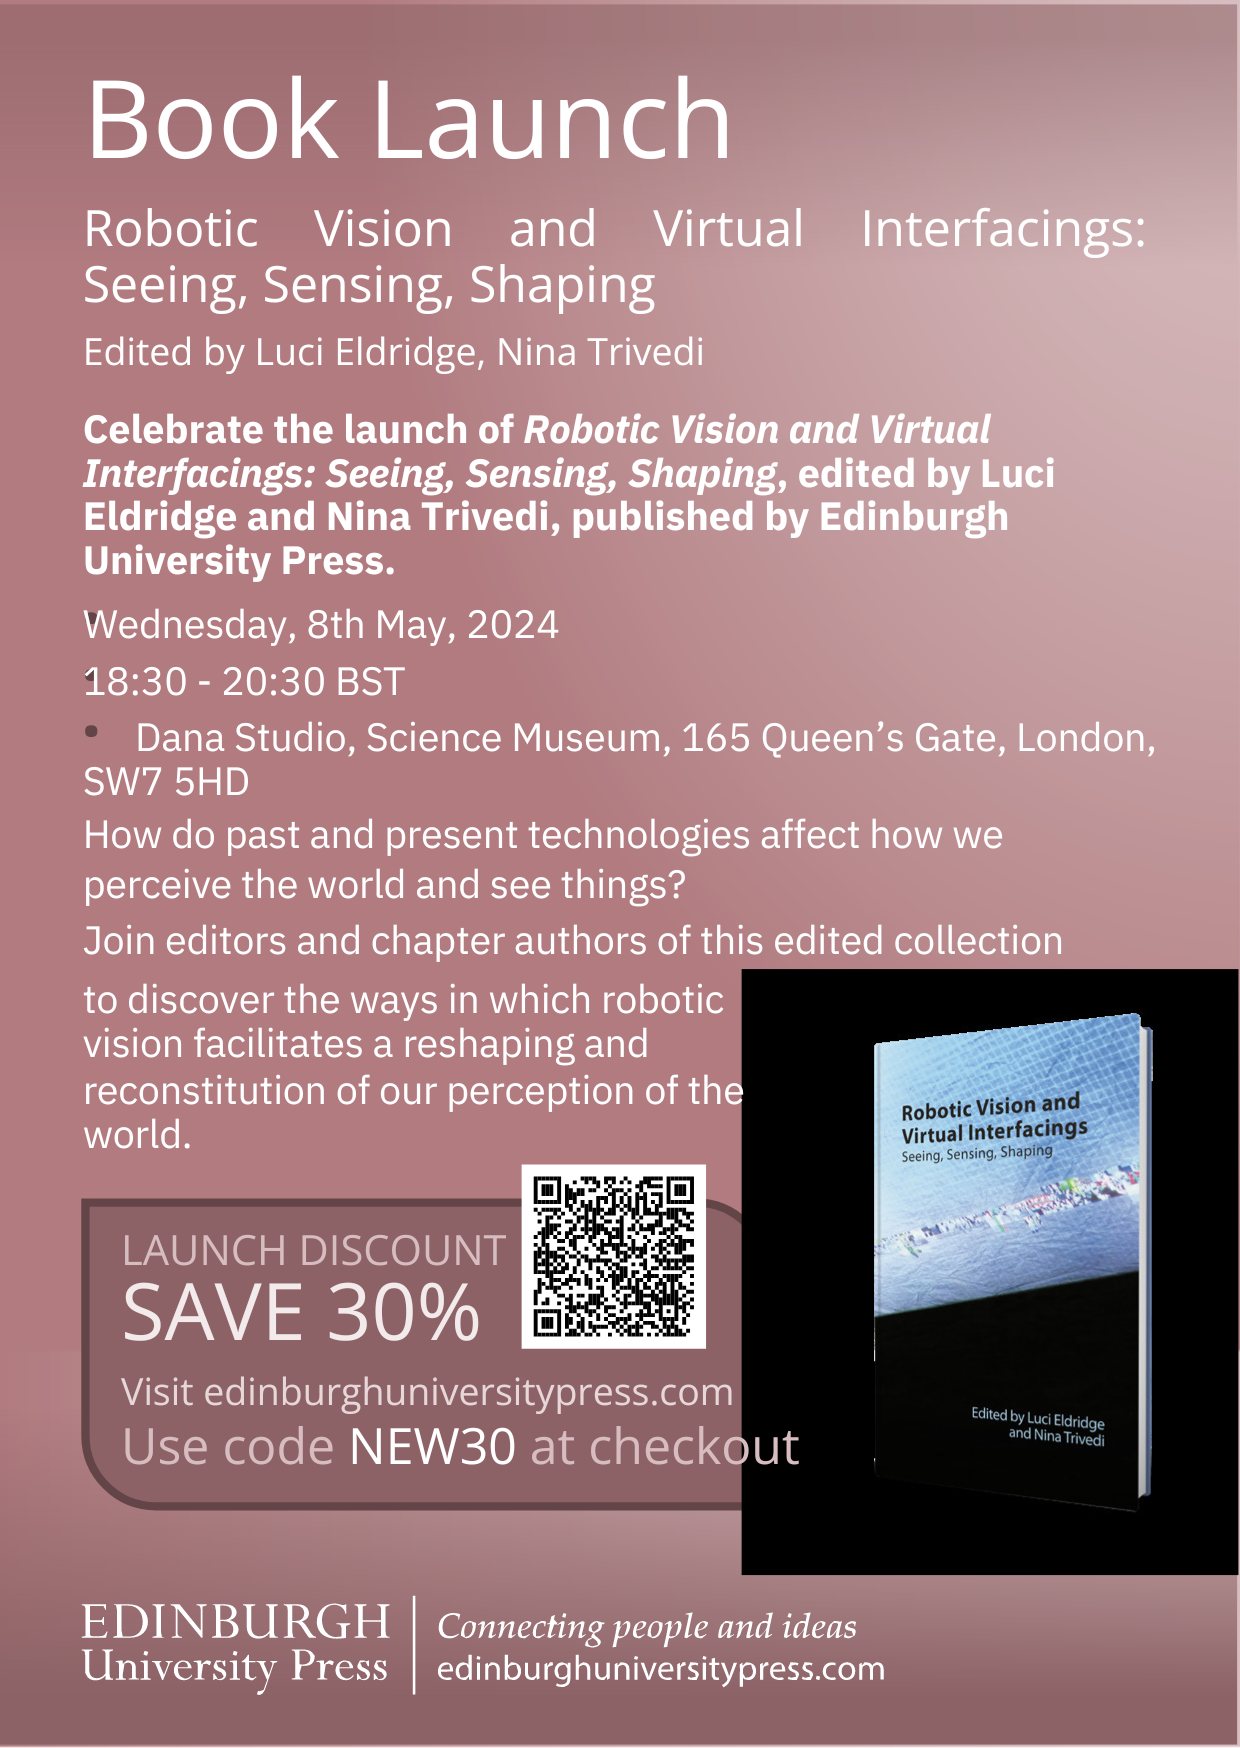 Book Launch
Robotic Vision and Virtual Interfacings:
Seeing, Sensing, Shaping
Edited by Luci Eldridge, Nina Trivedi
Celebrate the launch of Robotic Vision and Virtual
Interfacings: Seeing, Sensing, Shaping, edited by Luci
Eldridge and Nina Trivedi, published by Edinburgh
University Press.
Wednesday, 8th May, 2024
18:30 - 20:30 BST
• Dana Studio, Science Museum, 165 Queen’s Gate, London,
SW7 5HD
How do past and present technologies affect how we
perceive the world and see things?
Join editors and chapter authors of this edited collection
to discover the ways in which robotic
vision facilitates a reshaping and
reconstitution of our perception of the
world.
Robotic Vision and
Virtual Interfacings
Seeing, Sensing, Shaping
Edited by Luci Eldridge
and Nina Trivedi
LAUNCH DISCOUNT
SAVE 30%
Visit edinburghuniversitypress.com
Use code NEW30 at checkout
EDINBURGH
University Press
Connecting people and ideas
edinburghuniversitypress.com